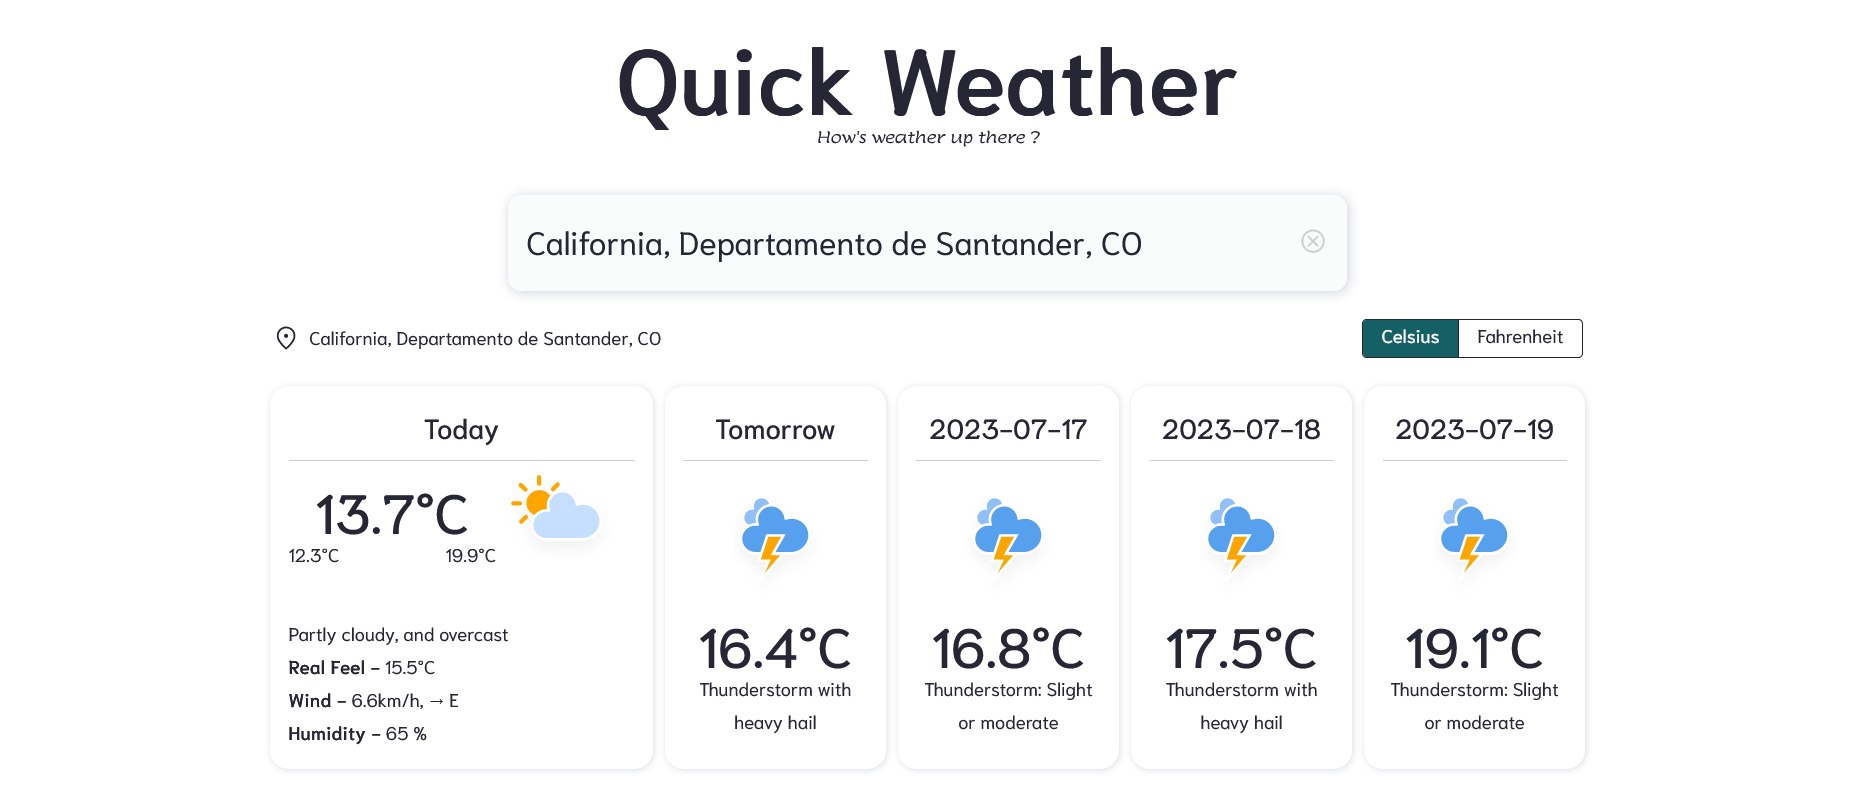 Quick Weather
How's weather up there ?
California, Departamento de Santander, CO
California, Departamento de Santander, CO
Celsius
Fahrenheit
Today
13.7°C
12.3°C
19.9°C
Partly cloudy, and overcast
Real Feel - 15.5°C
Wind - 6.6km/h, → E
Humidity - 65 %
Tomorrow
16.4°C
Thunderstorm with
heavy hail
2023-07-17
16.8°C
Thunderstorm: Slight
or moderate
2023-07-18
17.5°C
Thunderstorm with
heavy hail
2023-07-19
19.1°C
Thunderstorm: Slight
or moderate